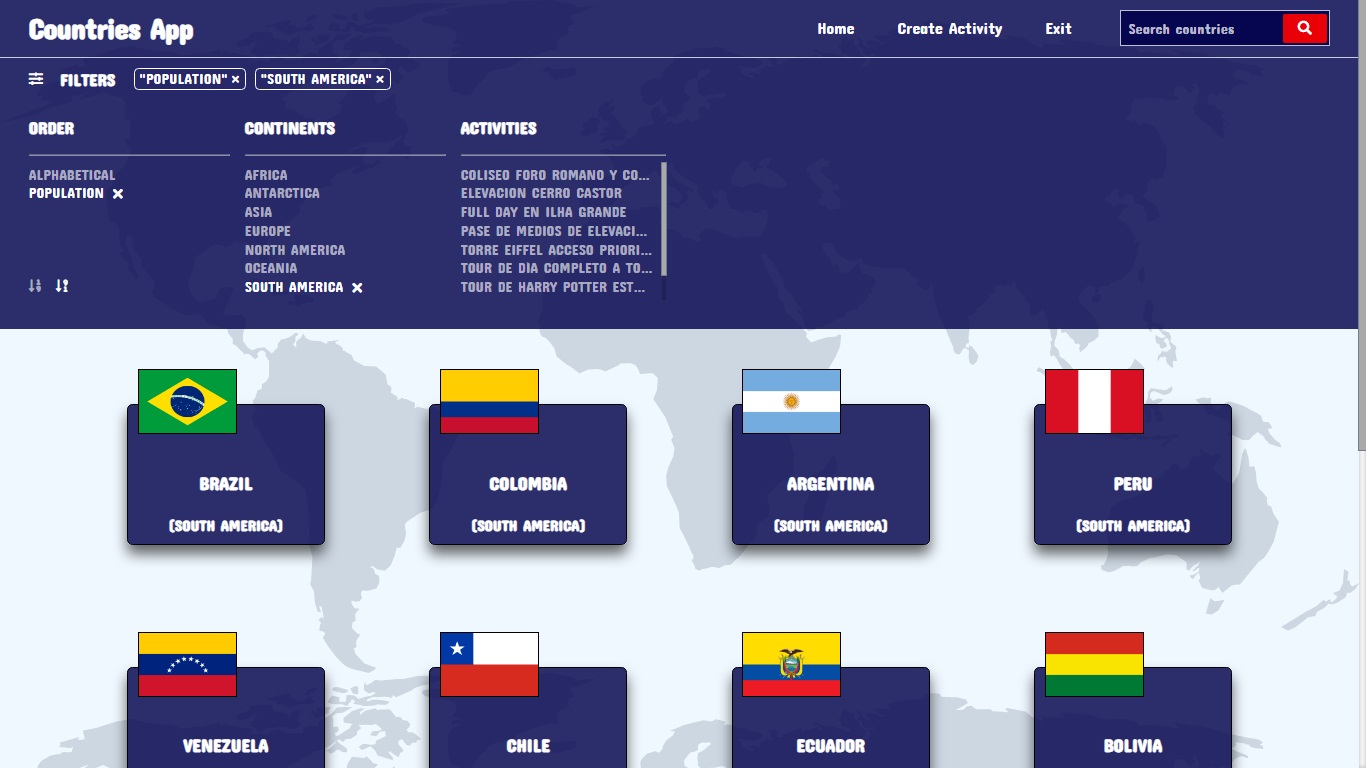 Countries App
Home
Create Activity
Exit
Search countries
FILTERS
"POPULATION" ×
"SOUTH AMERICA" ×
ORDER
ALPHABETICAL
POPULATION ×
CONTINENTS
AFRICA
ANTARCTICA
ASIA
EUROPE
NORTH AMERICA
OCEANIA
SOUTH AMERICA ×
ACTIVITIES
COLISEO FORO ROMANO Y CO...
ELEVACION CERRO CASTOR
FULL DAY EN ILHA GRANDE
PASE DE MEDIOS DE ELEVACI...
TORRE EIFFEL ACCESO PRIORI...
TOUR DE DIA COMPLETO A TO...
TOUR DE HARRY POTTER EST...
BRAZIL
(SOUTH AMERICA)
COLOMBIA
(SOUTH AMERICA)
ARGENTINA
(SOUTH AMERICA)
PERU
(SOUTH AMERICA)
VENEZUELA
CHILE
ECUADOR
BOLIVIA